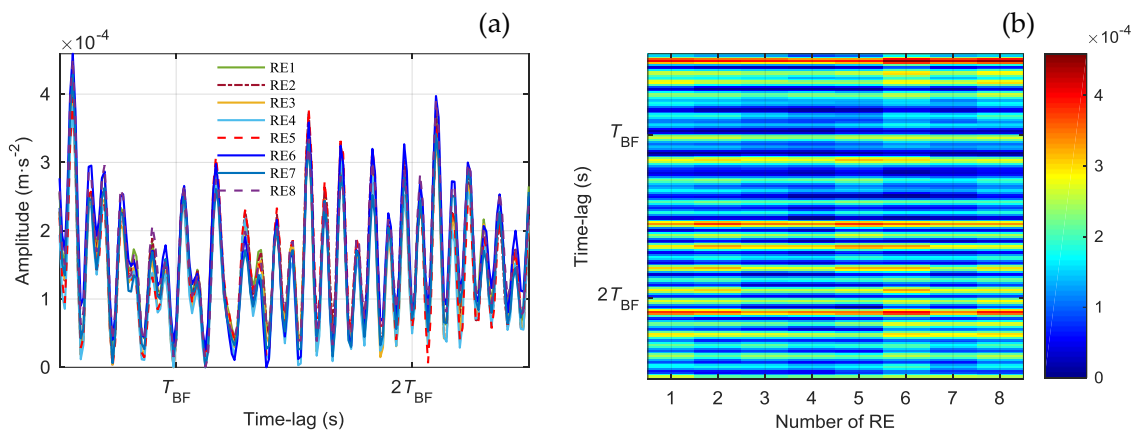 (a)
×10⁻⁴
4
3
2
1
0
Amplitude (m·s⁻²)
RE1
RE2
RE3
RE4
RE5
RE6
RE7
RE8
T_BF
2T_BF
Time-lag (s)
(b)
×10⁻⁴
T_BF
2T_BF
Time-lag (s)
1 2 3 4 5 6 7 8
Number of RE
4
3
2
1
0